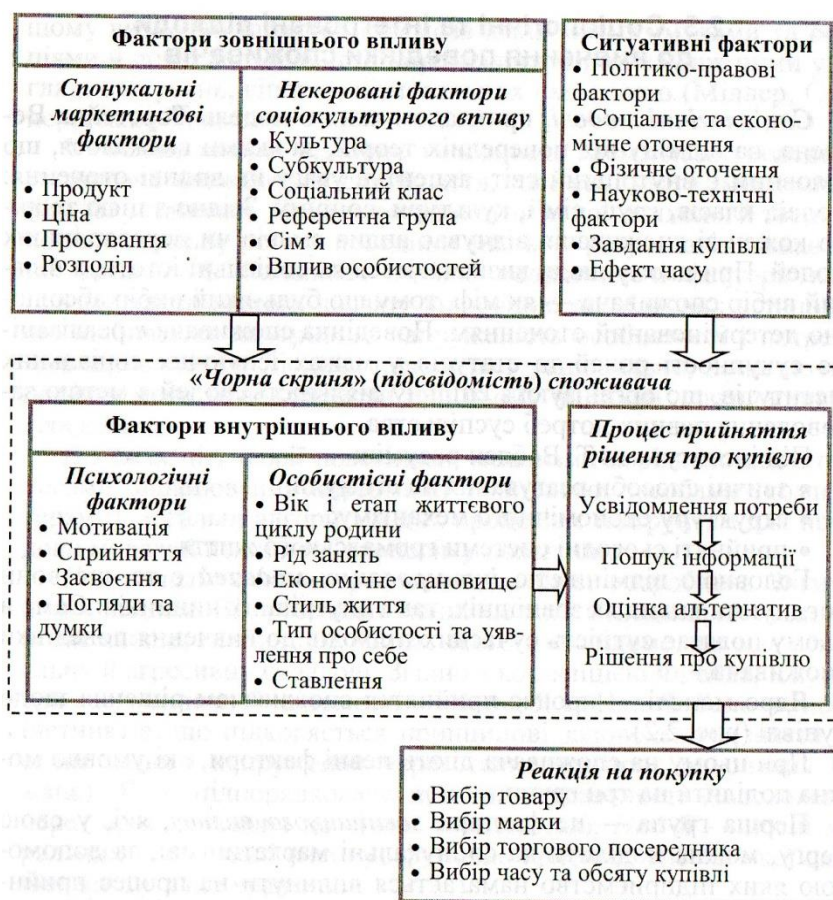 Фактори зовнішнього впливу
Спонукальні
маркетингові
фактори
• Продукт
• Ціна
• Просування
• Розподіл
Некеровані фактори
соціокультурного впливу
• Культура
• Субкультура
• Соціальний клас
• Референтна група
• Сім’я
• Вплив особистостей
Ситуативні фактори
• Політико-правові
фактори
• Соціальне та еконо-
мічне оточення
• Фізичне оточення
• Науково-технічні
фактори
• Завдання купівлі
• Ефект часу
«Чорна скриня» (підсвідомість) споживача
Фактори внутрішнього впливу
Психологічні
фактори
• Мотивація
• Сприйняття
• Засвоєння
• Погляди та
думки
Особистісні фактори
• Вік і етап життєвого
циклу родини
• Рід занять
• Економічне становище
• Стиль життя
• Тип особистості та уяв-
лення про себе
• Ставлення
Процес прийняття
рішення про купівлю
Усвідомлення потреби
Пошук інформації
Оцінка альтернатив
Рішення про купівлю
Реакція на покупку
• Вибір товару
• Вибір марки
• Вибір торгового посередника
• Вибір часу та обсягу купівлі